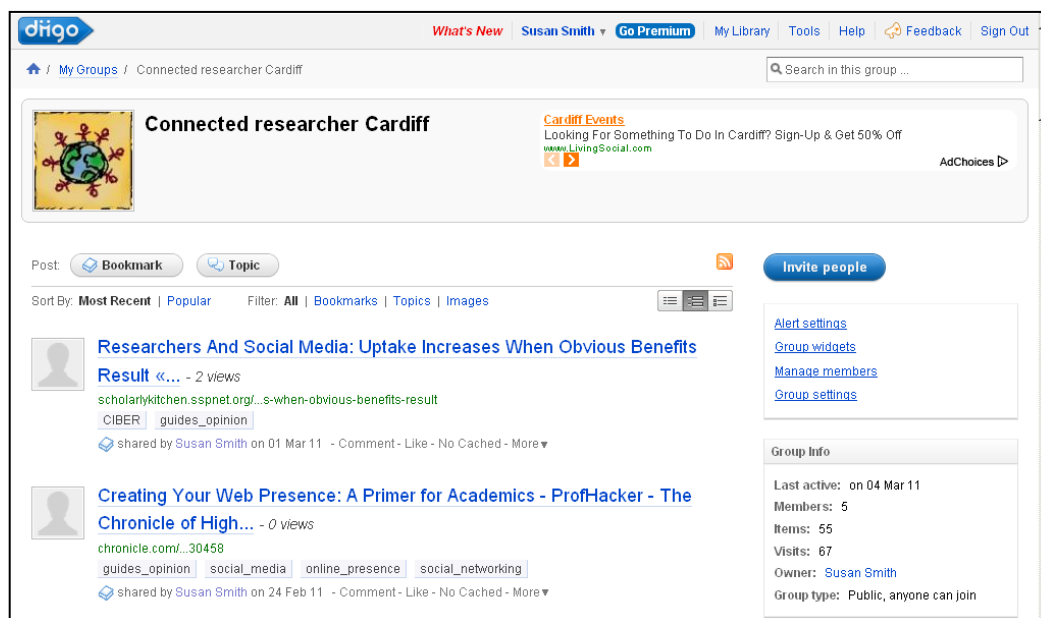 diigo
What's New Susan Smith ▾ Go Premium My Library Tools Help Feedback Sign Out
/ My Groups / Connected researcher Cardiff
Search in this group ...
Connected researcher Cardiff
Cardiff Events
Looking For Something To Do In Cardiff? Sign-Up & Get 50% Off
www.LivingSocial.com
AdChoices
Post: Bookmark Topic
Sort By: Most Recent | Popular Filter: All | Bookmarks | Topics | Images
Researchers And Social Media: Uptake Increases When Obvious Benefits
Result «... - 2 views
scholarlykitchen.sspnet.org/...s-when-obvious-benefits-result
CIBER guides_opinion
shared by Susan Smith on 01 Mar 11 - Comment - Like - No Cached - More ▾
Creating Your Web Presence: A Primer for Academics - ProfHacker - The
Chronicle of High... - 0 views
chronicle.com/...30458
guides_opinion social_media online_presence social_networking
shared by Susan Smith on 24 Feb 11 - Comment - Like - No Cached - More ▾
Invite people
Alert settings
Group widgets
Manage members
Group settings
Group Info
Last active: on 04 Mar 11
Members: 5
Items: 55
Visits: 67
Owner: Susan Smith
Group type: Public, anyone can join